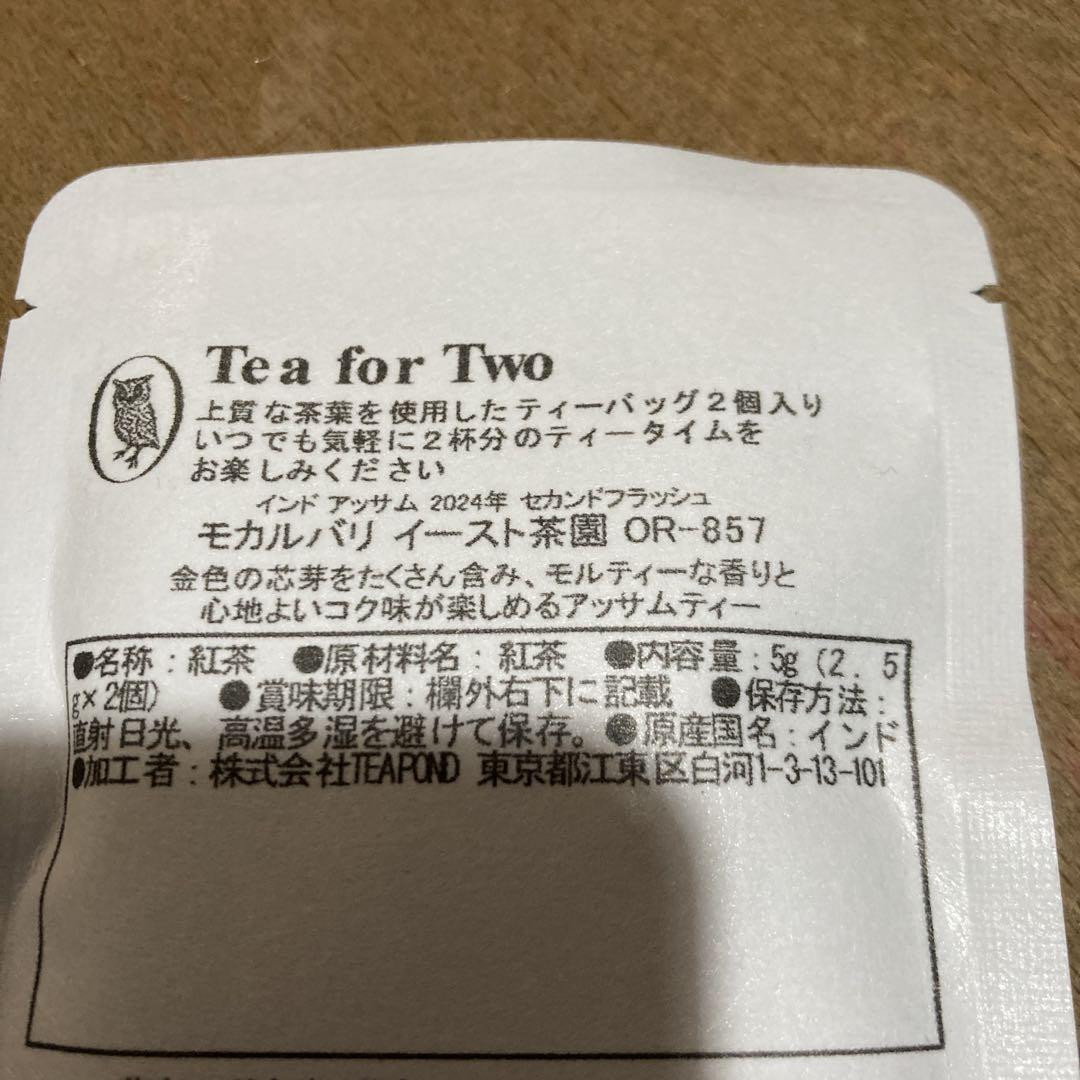 Tea for Two
上質な茶葉を使用したティーバッグ2個入り
いつでも気軽に2杯分のティータイムを
お楽しみください
インド アッサム 2024年 セカンドフラッシュ
モカルバリ イースト茶園 OR-857
金色の芯芽をたくさん含み、モルティーな香りと
心地よいコク味が楽しめるアッサムティー
●名称：紅茶 ●原材料名：紅茶 ●内容量：5g（2．5
g×2個） ●賞味期限：欄外右下に記載 ●保存方法：
直射日光、高温多湿を避けて保存。●原産国名：インド
●加工者：株式会社TEAPOND 東京都江東区白河1-3-13-101